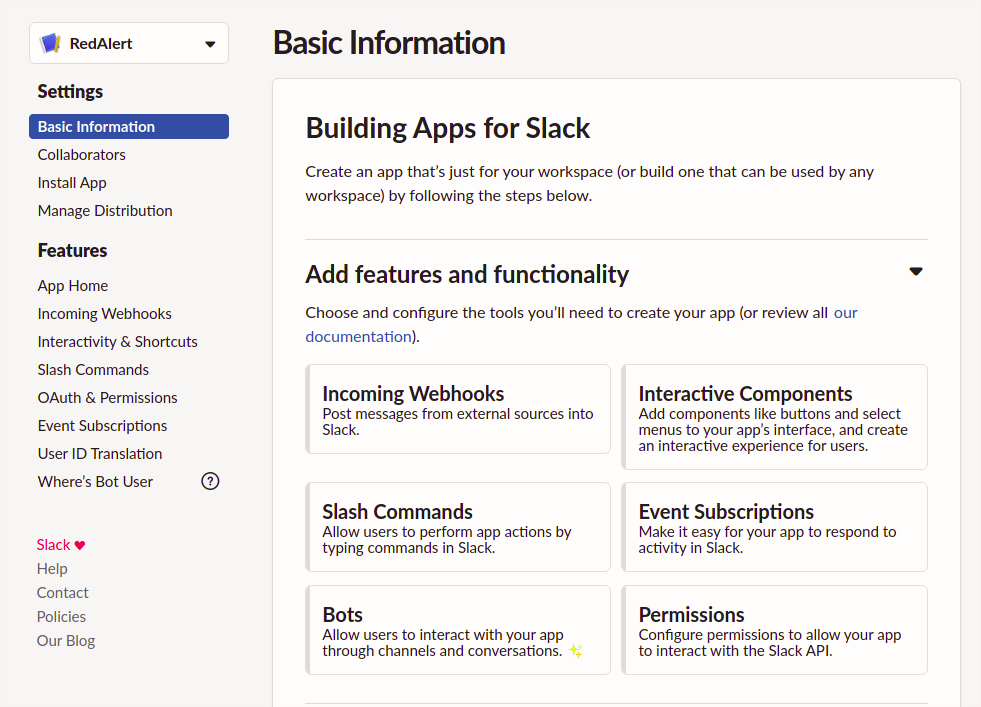 RedAlert
Settings
Basic Information
Collaborators
Install App
Manage Distribution
Features
App Home
Incoming Webhooks
Interactivity & Shortcuts
Slash Commands
OAuth & Permissions
Event Subscriptions
User ID Translation
Where's Bot User
?
Slack ♥
Help
Contact
Policies
Our Blog
Basic Information
Building Apps for Slack
Create an app that's just for your workspace (or build one that can be used by any
workspace) by following the steps below.
Add features and functionality
Choose and configure the tools you'll need to create your app (or review all our
documentation).
Incoming Webhooks
Post messages from external sources into
Slack.
Interactive Components
Add components like buttons and select
menus to your app's interface, and create
an interactive experience for users.
Slash Commands
Allow users to perform app actions by
typing commands in Slack.
Event Subscriptions
Make it easy for your app to respond to
activity in Slack.
Bots
Allow users to interact with your app
through channels and conversations. ✨
Permissions
Configure permissions to allow your app
to interact with the Slack API.